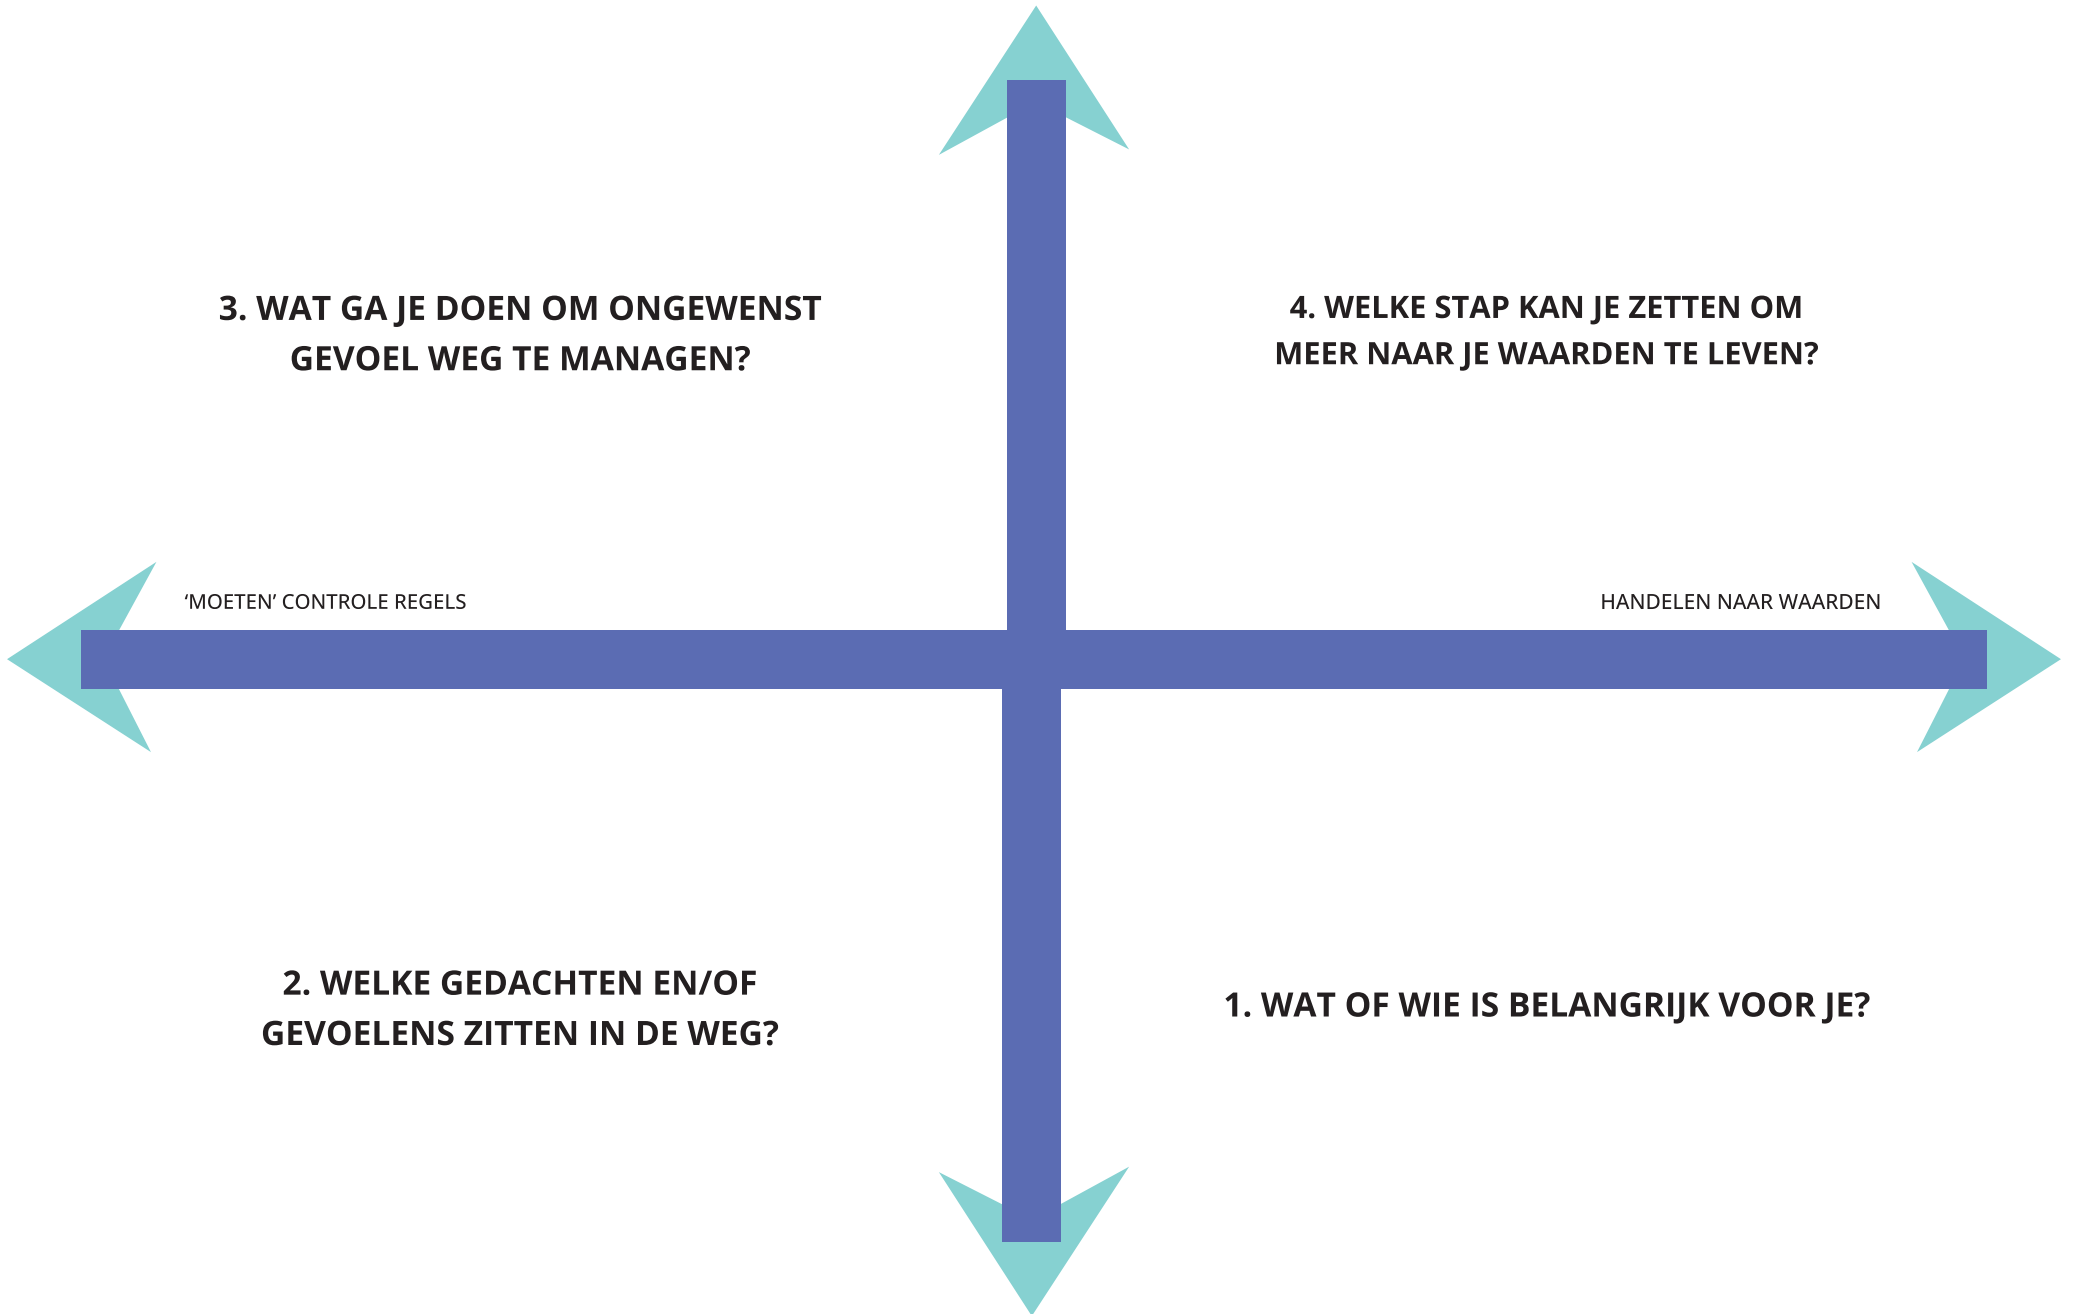 3. WAT GA JE DOEN OM ONGEWENST
GEVOEL WEG TE MANAGEN?
4. WELKE STAP KAN JE ZETTEN OM
MEER NAAR JE WAARDEN TE LEVEN?
‘MOETEN’ CONTROLE REGELS
HANDELEN NAAR WAARDEN
2. WELKE GEDACHTEN EN/OF
GEVOELENS ZITTEN IN DE WEG?
1. WAT OF WIE IS BELANGRIJK VOOR JE?